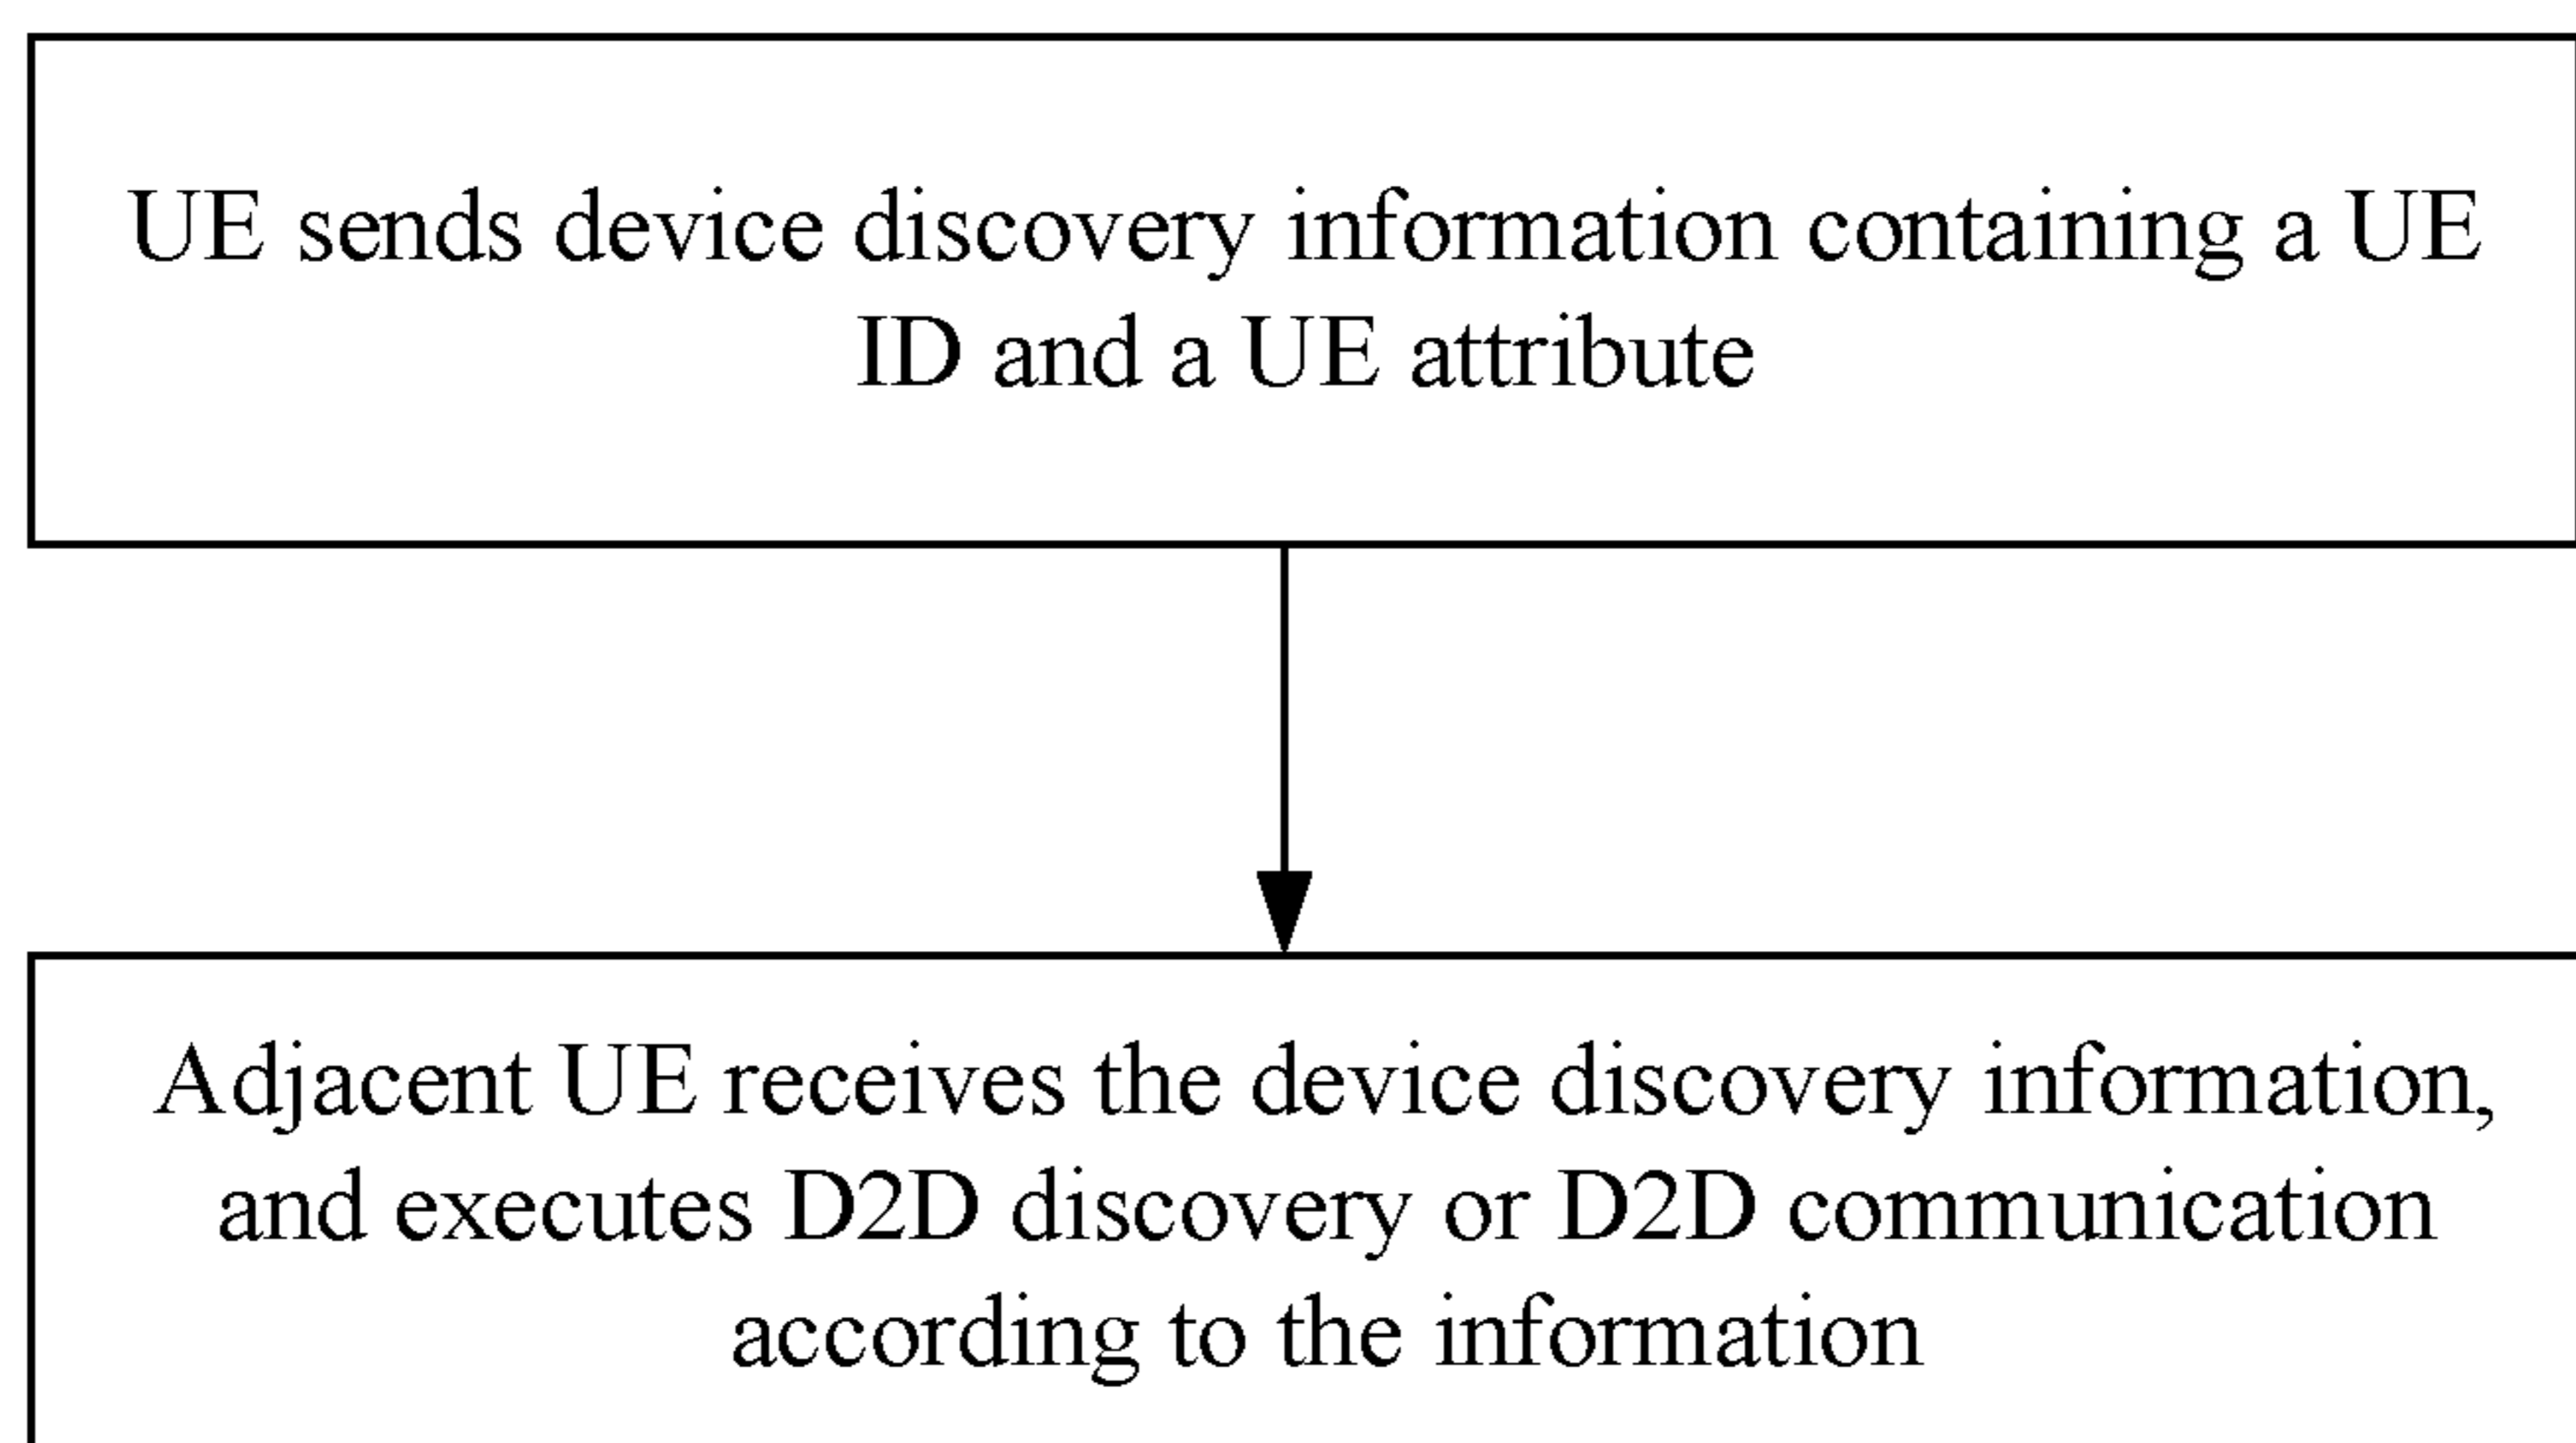 UE sends device discovery information containing a UE
ID and a UE attribute
Adjacent UE receives the device discovery information,
and executes D2D discovery or D2D communication
according to the information